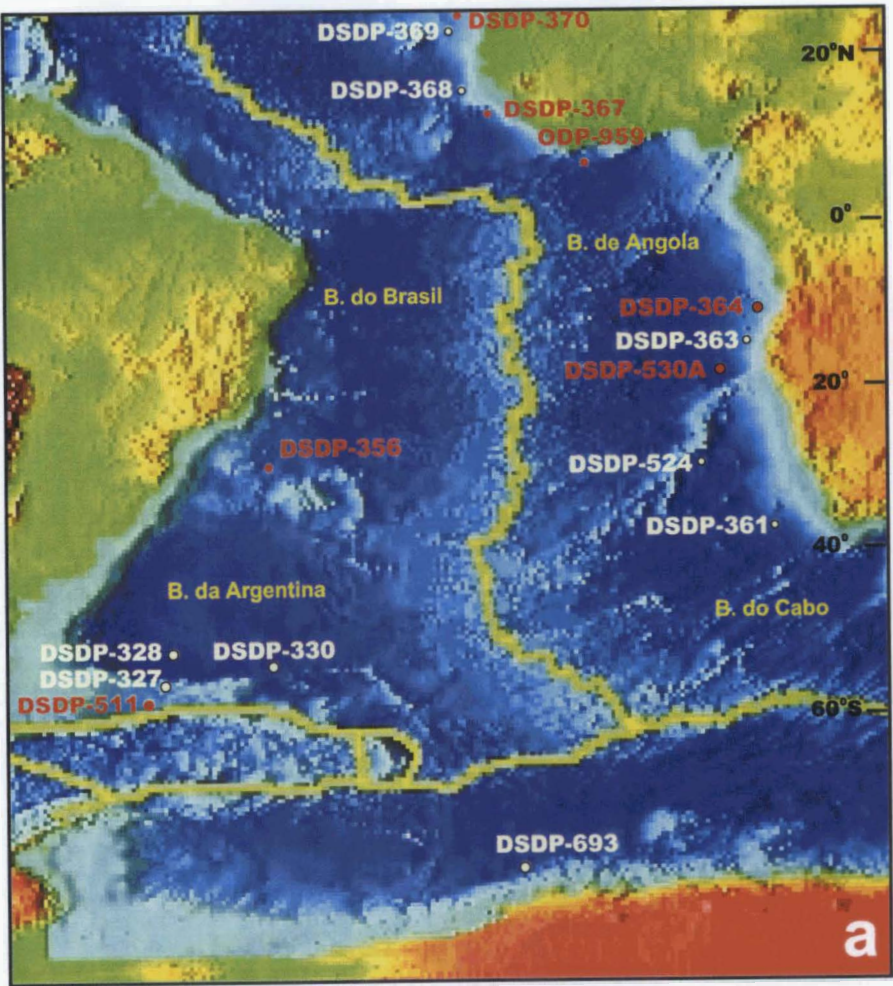 DSDP-370
DSDP-369
20°N
DSDP-368
DSDP-367
ODP-959
0°
B. de Angola
B. do Brasil
DSDP-364
DSDP-363
DSDP-530A
20°
DSDP-356
DSDP-524
DSDP-361
40°
B. da Argentina
B. do Cabo
DSDP-328
DSDP-330
DSDP-327
DSDP-511
60°S
DSDP-693
a